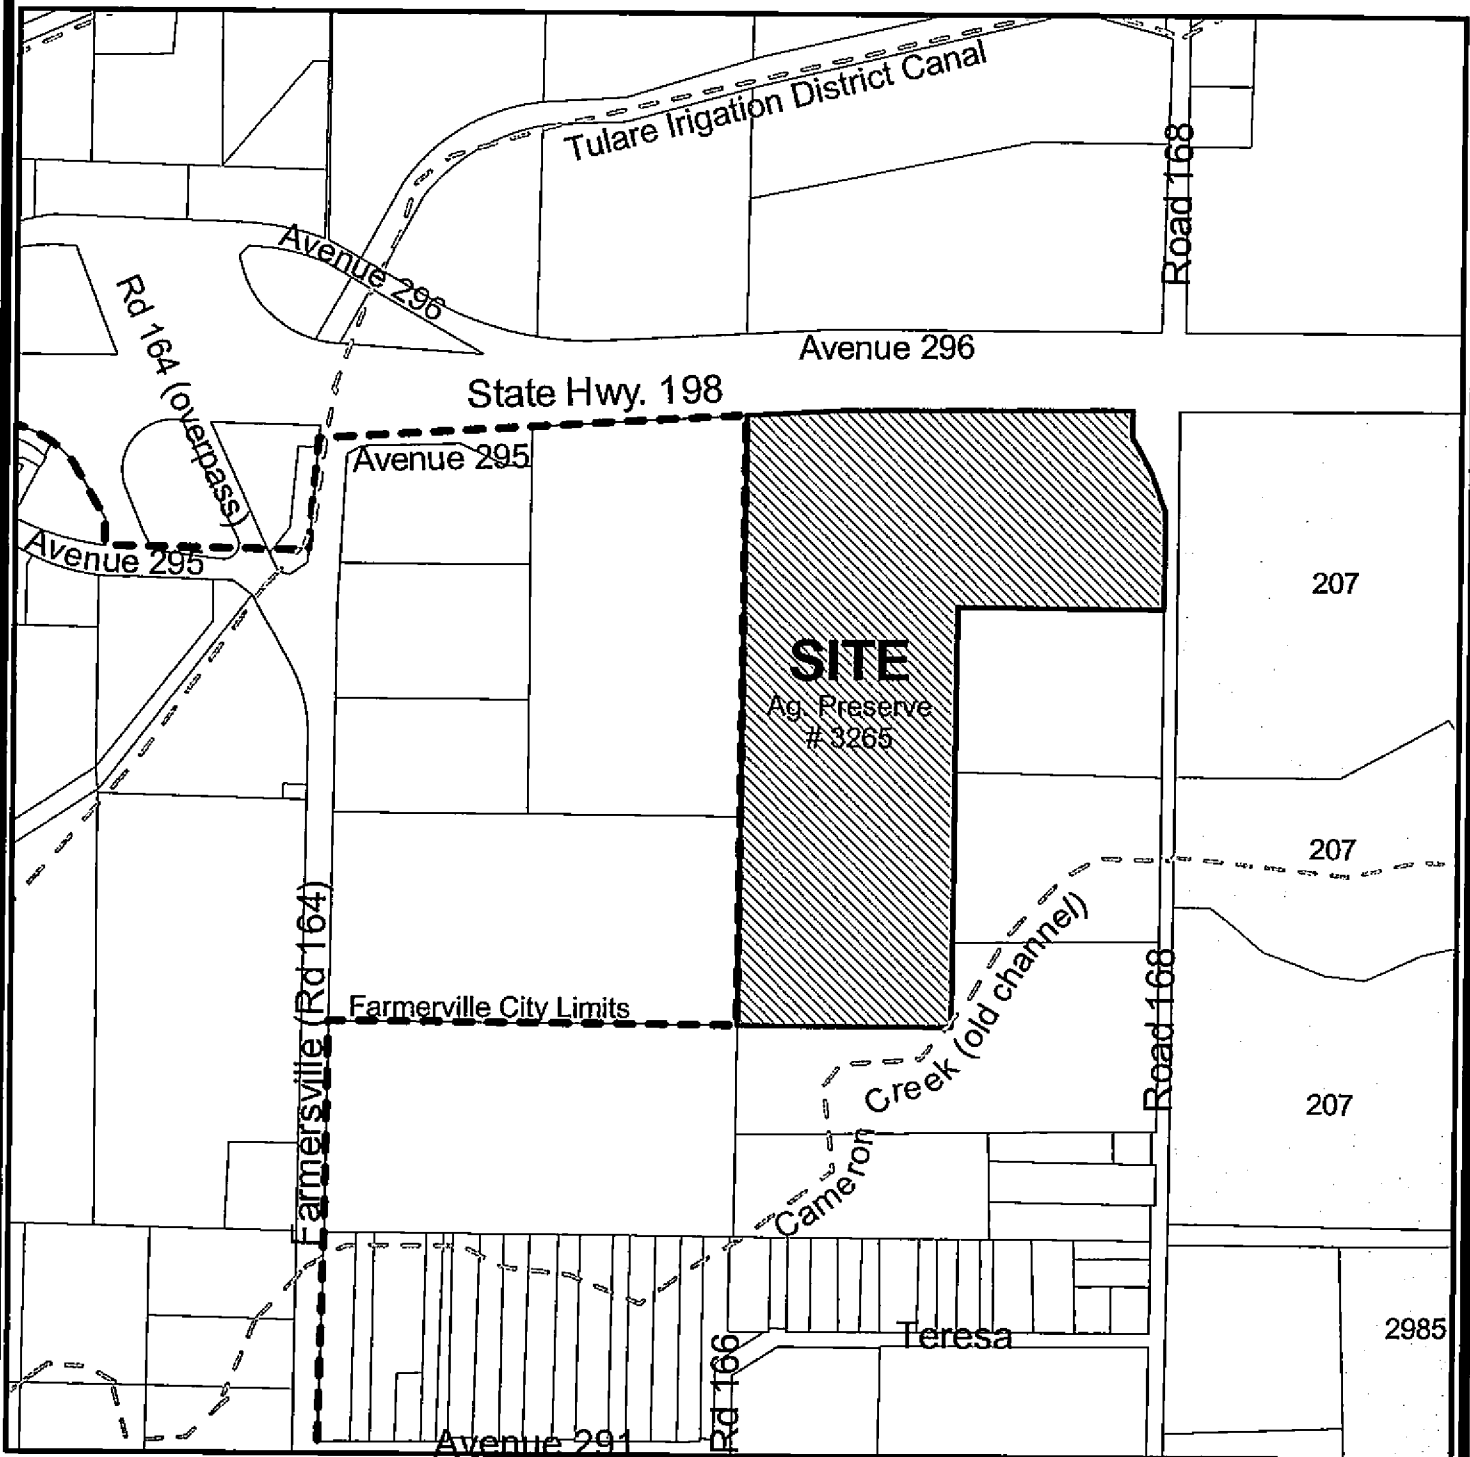 Tulare Irigation District Canal
Road 168
Avenue 296
Rd 164 (overpass)
Avenue 296
State Hwy. 198
Avenue 295
Avenue 295
207
SITE
Ag. Preserve
# 3265
207
Farmersville (Rd 164)
Farmerville City Limits
Cameron Creek (old channel)
Road 168
207
Teresa
2985
Rd 166
Avenue 291